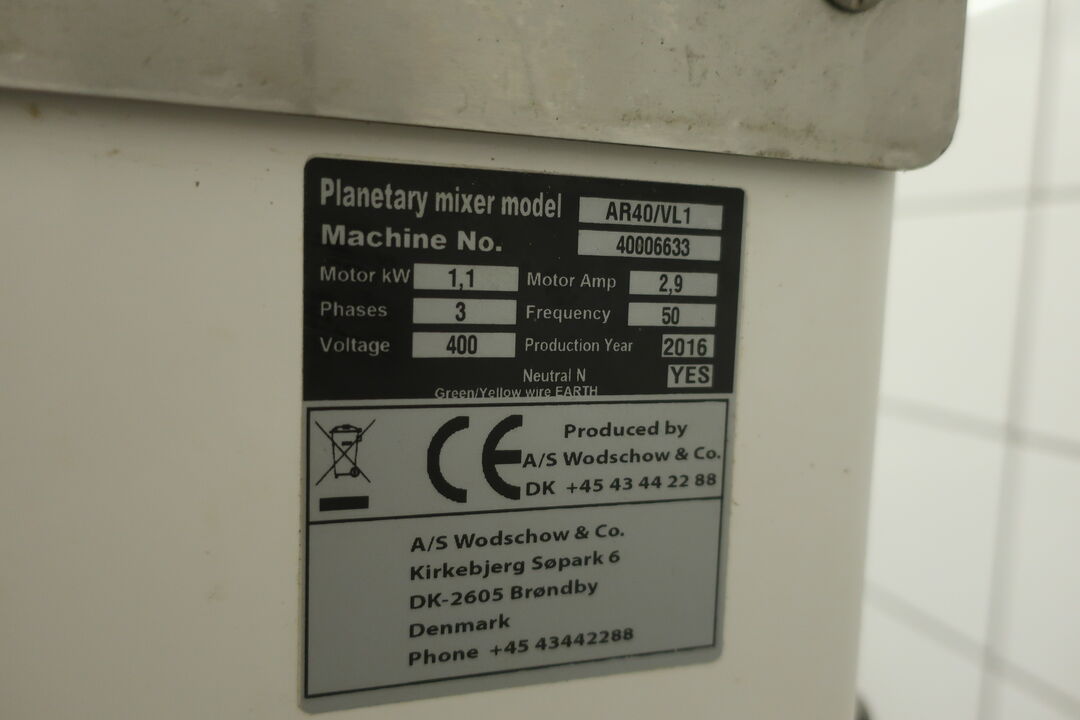 Planetary mixer model AR40/VL1
Machine No. 40006633
Motor kW 1,1 Motor Amp 2,9
Phases 3 Frequency 50
Voltage 400 Production Year 2016
Neutral N YES
Green/Yellow wire EARTH
CE
Produced by
A/S Wodschow & Co.
DK +45 43 44 22 88
A/S Wodschow & Co.
Kirkebjerg Søpark 6
DK-2605 Brøndby
Denmark
Phone +45 43442288